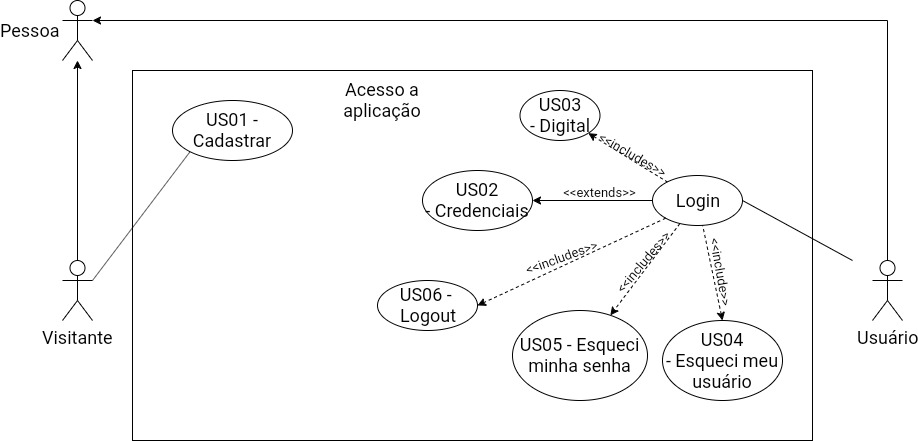 Pessoa
Acesso a
aplicação
US01 -
Cadastrar
US03
- Digital
<<includes>>
US02
- Credenciais
<<extends>>
Login
<<includes>>
<<includes>>
<<include>>
US06 -
Logout
US05 - Esqueci
minha senha
US04
- Esqueci meu
usuário
Visitante
Usuário